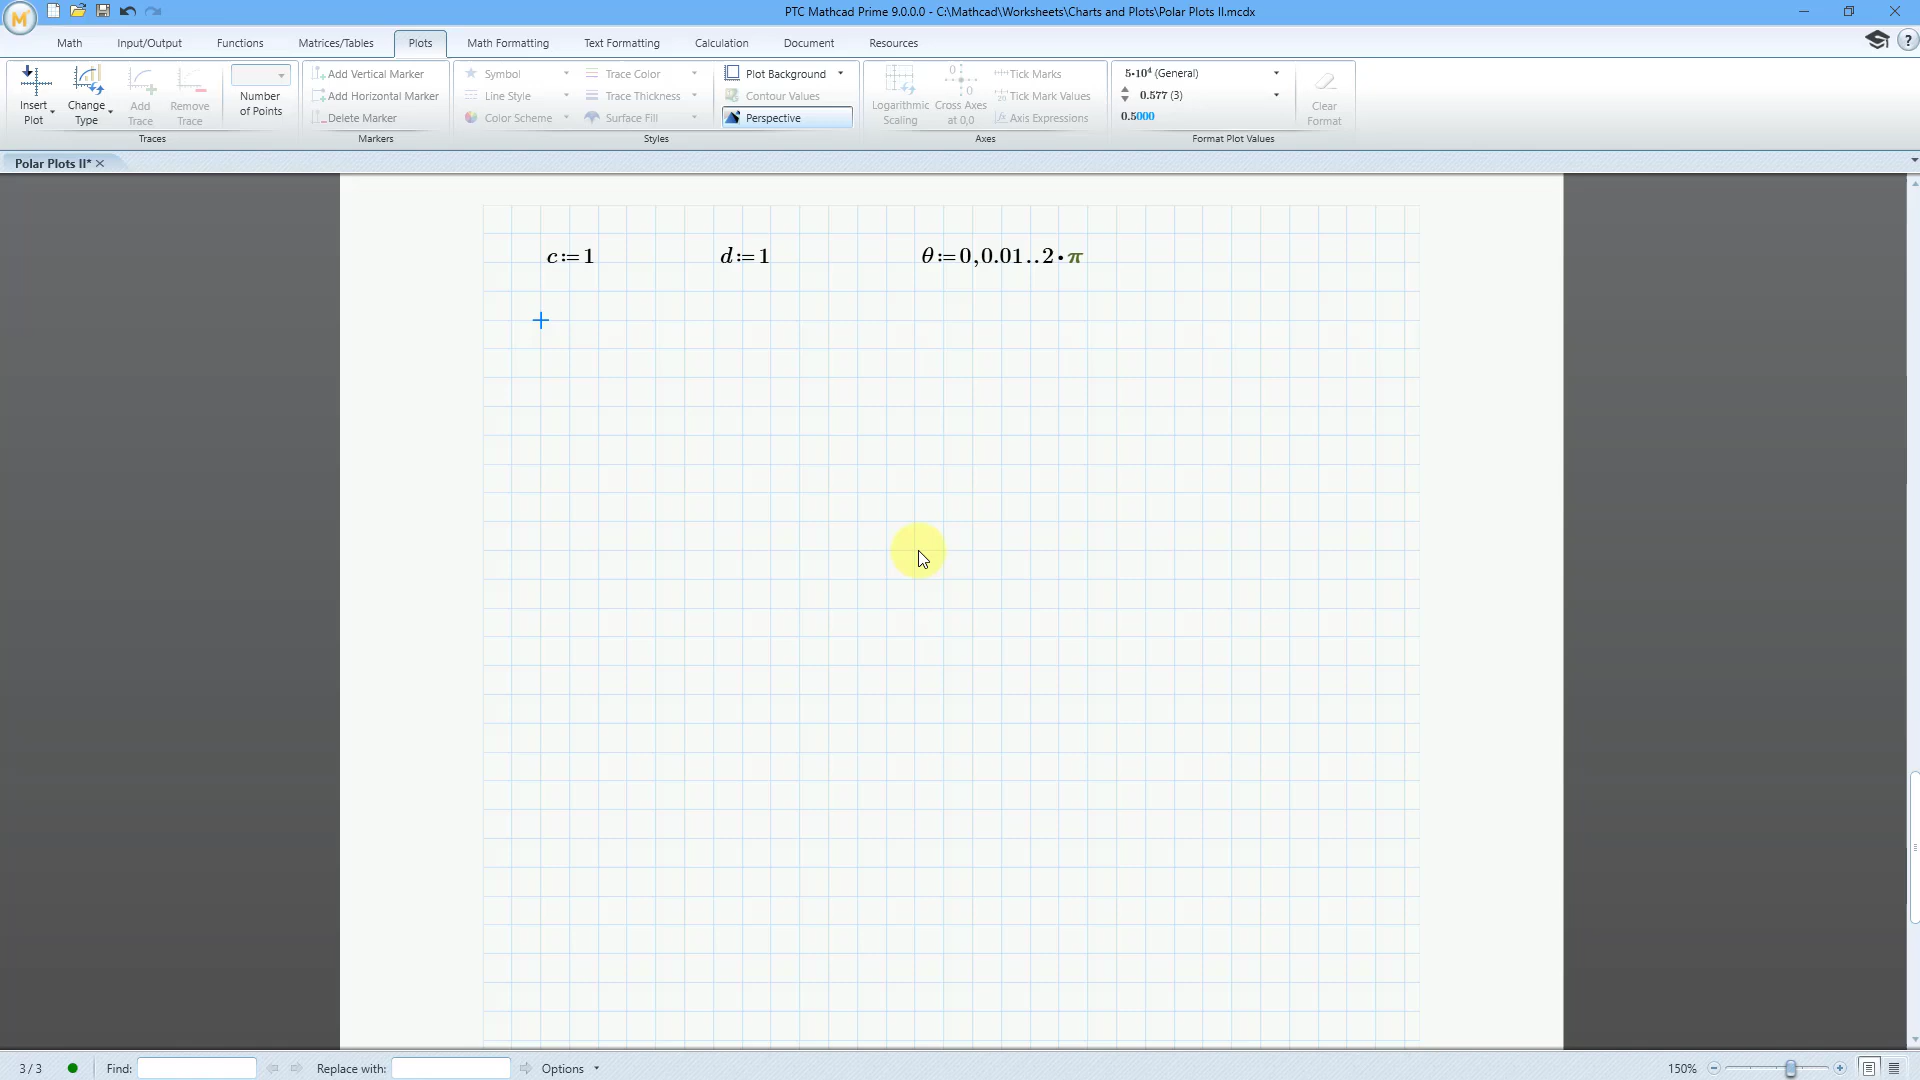 PTC Mathcad Prime 9.0.0.0 - C:\Mathcad\Worksheets\Charts and Plots\Polar Plots II.mcdx
Math Input/Output Functions Matrices/Tables Plots Math Formatting Text Formatting Calculation Document Resources
Insert Plot
Change Type
Add Trace
Remove Trace
Number of Points
Traces
Add Vertical Marker
Add Horizontal Marker
Delete Marker
Markers
Symbol
Line Style
Color Scheme
Trace Color
Trace Thickness
Surface Fill
Plot Background
Contour Values
Perspective
Styles
Logarithmic Scaling
Cross Axes at 0,0
Tick Marks
Tick Mark Values
Axis Expressions
Axes
5•10⁴ (General)
0.577 (3)
0.5000
Clear Format
Format Plot Values
Polar Plots II*
c:=1 d:=1 θ:=0,0.01..2•π
3 / 3 Find: Replace with: Options 150%